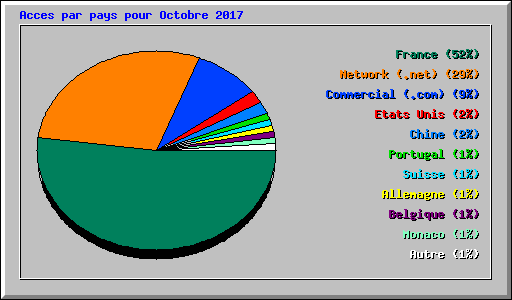 Acces par pays pour Octobre 2017
France (52%)
Network (.net) (29%)
Commercial (.com) (9%)
Etats Unis (2%)
Chine (2%)
Portugal (1%)
Suisse (1%)
Allemagne (1%)
Belgique (1%)
Monaco (1%)
Autre (1%)